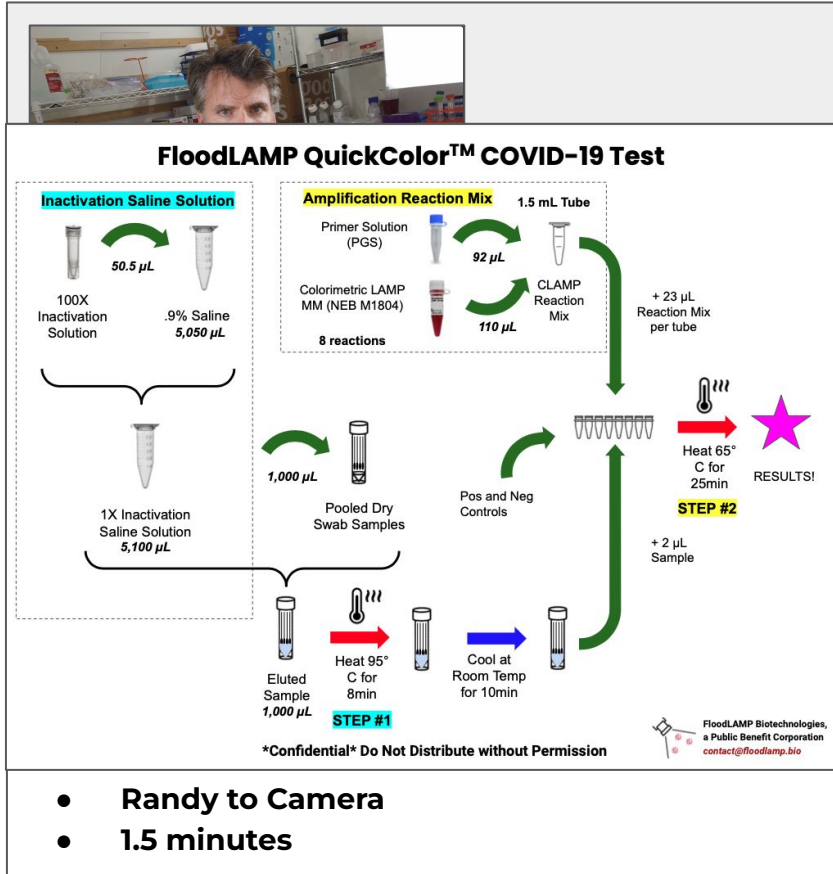 FloodLAMP QuickColor™ COVID-19 Test
Inactivation Saline Solution
50.5 µL
100X
Inactivation
Solution
.9% Saline
5,050 µL
1X Inactivation
Saline Solution
5,100 µL
Amplification Reaction Mix
1.5 mL Tube
Primer Solution
(PGS)
92 µL
Colorimetric LAMP
MM (NEB M1804)
110 µL
CLAMP
Reaction
Mix
8 reactions
+ 23 µL
Reaction Mix
per tube
1,000 µL
Pooled Dry
Swab Samples
Pos and Neg
Controls
Heat 65°
C for
25min
STEP #2
RESULTS!
+ 2 µL
Sample
Eluted
Sample
1,000 µL
Heat 95°
C for
8min
STEP #1
Cool at
Room Temp
for 10min
*Confidential* Do Not Distribute without Permission
FloodLAMP Biotechnologies,
a Public Benefit Corporation
contact@floodlamp.bio
● Randy to Camera
● 1.5 minutes